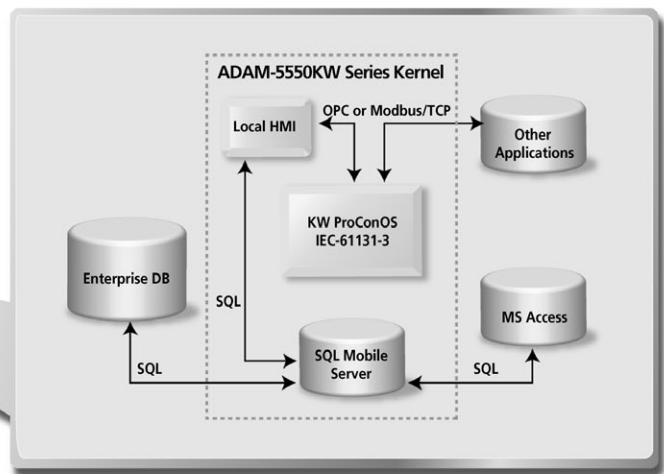 ADAM-5550KW Series Kernel
OPC or Modbus/TCP
Local HMI
Other
Applications
KW ProConOS
IEC-61131-3
Enterprise DB
SQL
MS Access
SQL Mobile
Server
SQL
SQL